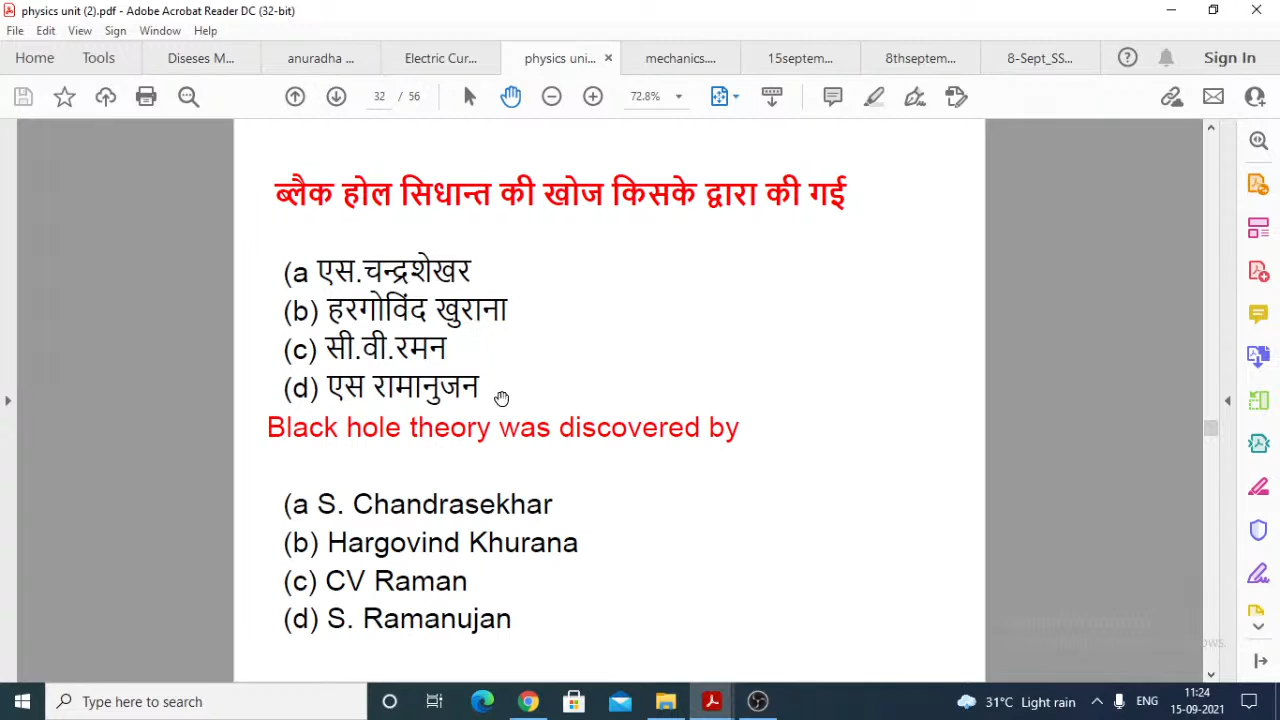 physics unit (2).pdf - Adobe Acrobat Reader DC (32-bit)
File Edit View Sign Window Help
Home Tools Diseses M... anuradha ... Electric Curr... physics uni... mechanics.... 15septem... 8thseptem... 8-Sept_SS... Sign In
32 / 56 72.8%
ब्लैक होल सिधान्त की खोज किसके द्वारा की गई
(a एस.चन्द्रशेखर
(b) हरगोविंद खुराना
(c) सी.वी.रमन
(d) एस रामानुजन
Black hole theory was discovered by
(a S. Chandrasekhar
(b) Hargovind Khurana
(c) CV Raman
(d) S. Ramanujan
Type here to search
31°C Light rain ENG 11:24
15-09-2021